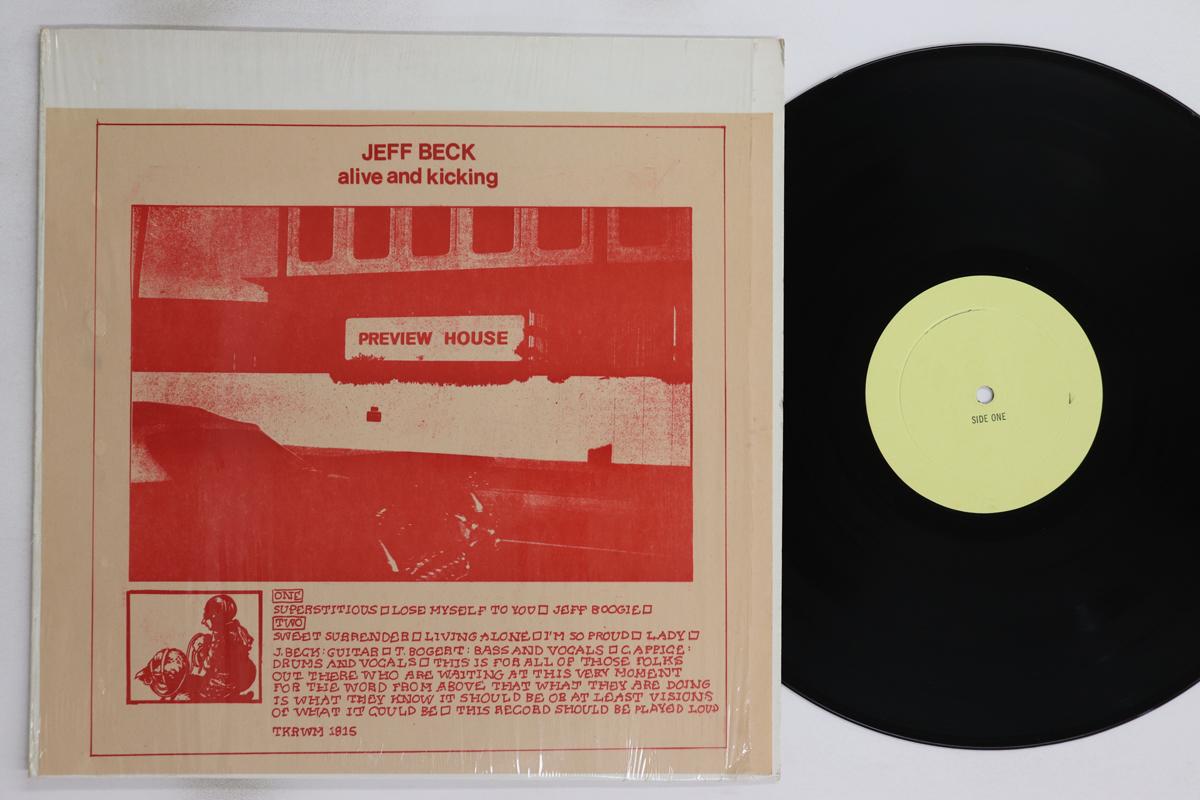 JEFF BECK
alive and kicking
PREVIEW HOUSE
ONE
SUPERSTITIOUS □ LOSE MYSELF TO YOU □ JEFF BOOGIE □
TWO
SWEET SURRENDER □ LIVING ALONE □ I'M SO PROUD □ LADY □
J. BECK: GUITAR □ T. BOGERT: BASS AND VOCALS □ C. APPICE:
DRUMS AND VOCALS □ THIS IS FOR ALL OF THOSE FOLKS
OUT THERE WHO ARE WAITING AT THIS VERY MOMENT
FOR THE WORD FROM ABOVE THAT WHAT THEY ARE DOING
IS WHAT THEY KNOW IT SHOULD BE OR AT LEAST VISIONS
OF WHAT IT COULD BE □ THIS RECORD SHOULD BE PLAYED LOUD
TKRWM 1815
SIDE ONE